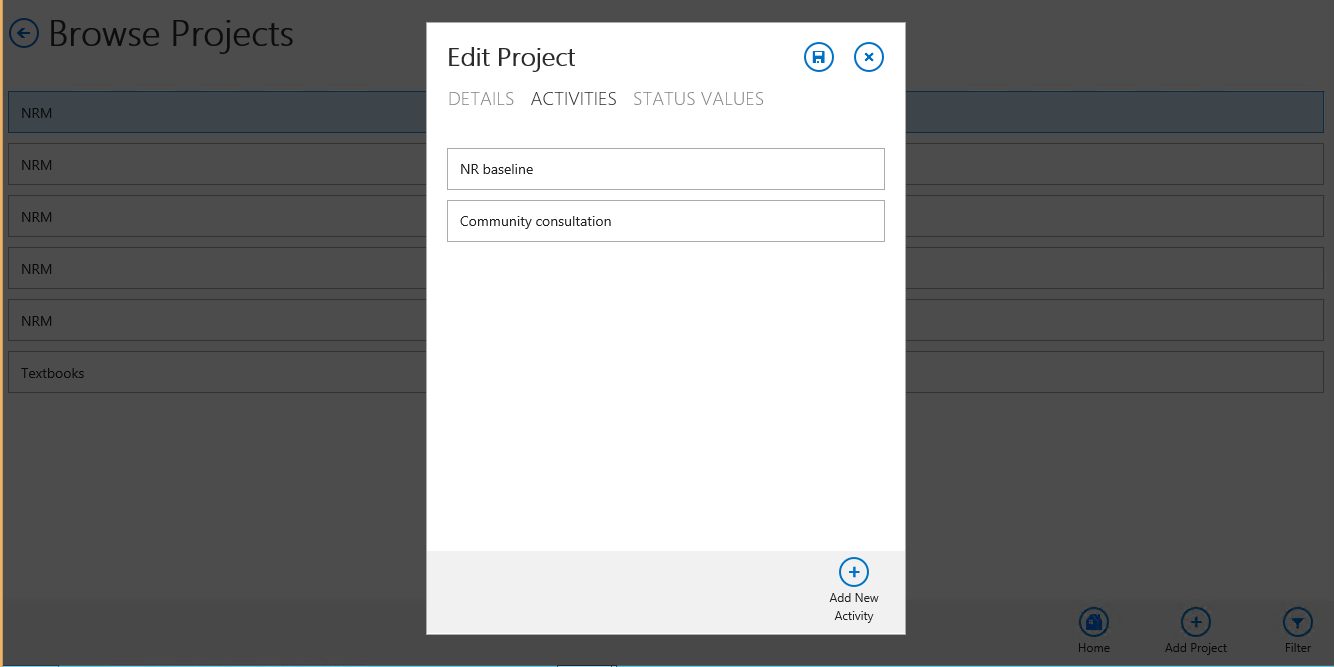 Browse Projects
NRM
NRM
NRM
NRM
NRM
Textbooks
Edit Project
DETAILS ACTIVITIES STATUS VALUES
NR baseline
Community consultation
Add New
Activity
Home Add Project Filter